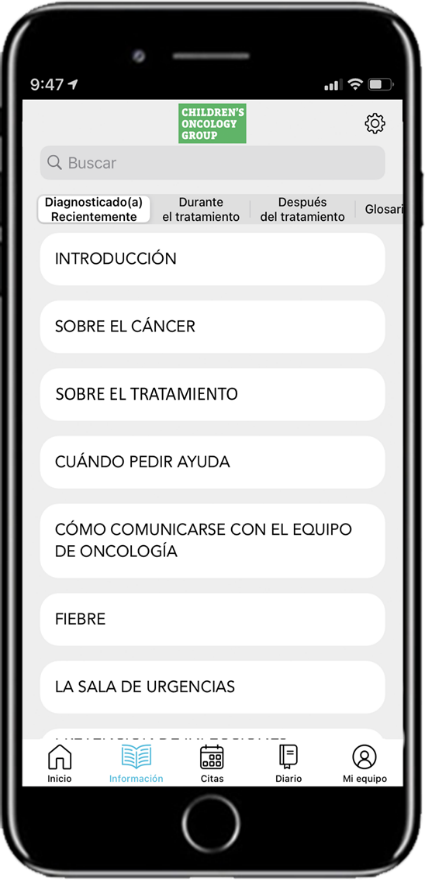 9:47
CHILDREN'S
ONCOLOGY
GROUP
Buscar
Diagnosticado(a)
Recientemente
Durante
el tratamiento
Después
del tratamiento
Glosari
INTRODUCCIÓN
SOBRE EL CÁNCER
SOBRE EL TRATAMIENTO
CUÁNDO PEDIR AYUDA
CÓMO COMUNICARSE CON EL EQUIPO
DE ONCOLOGÍA
FIEBRE
LA SALA DE URGENCIAS
Inicio
Información
Citas
Diario
Mi equipo